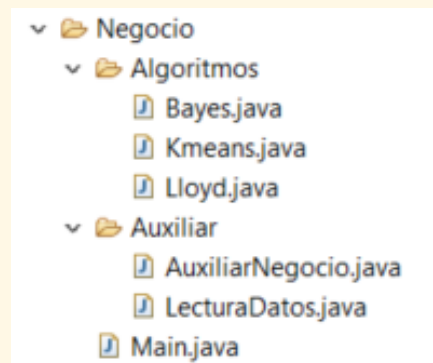 Negocio
Algoritmos
Bayes.java
Kmeans.java
Lloyd.java
Auxiliar
AuxiliarNegocio.java
LecturaDatos.java
Main.java